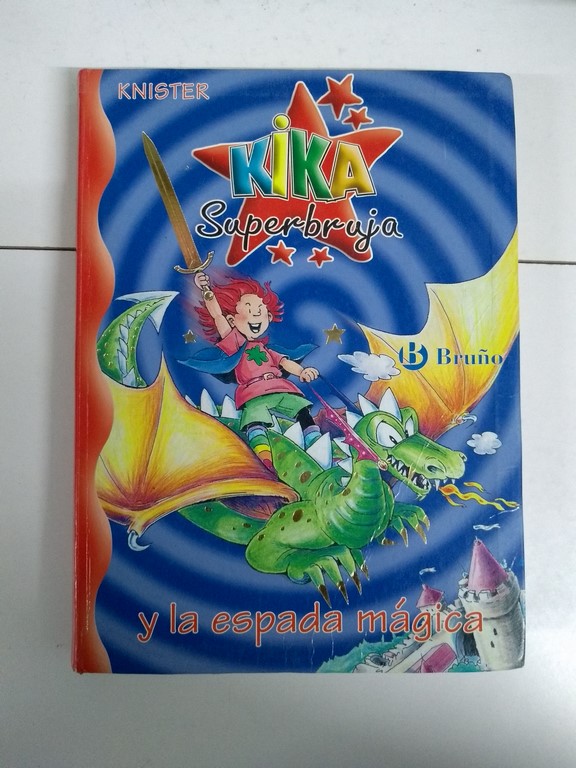 KNISTER
KIKA
Superbruja
B Bruño
y la espada mágica